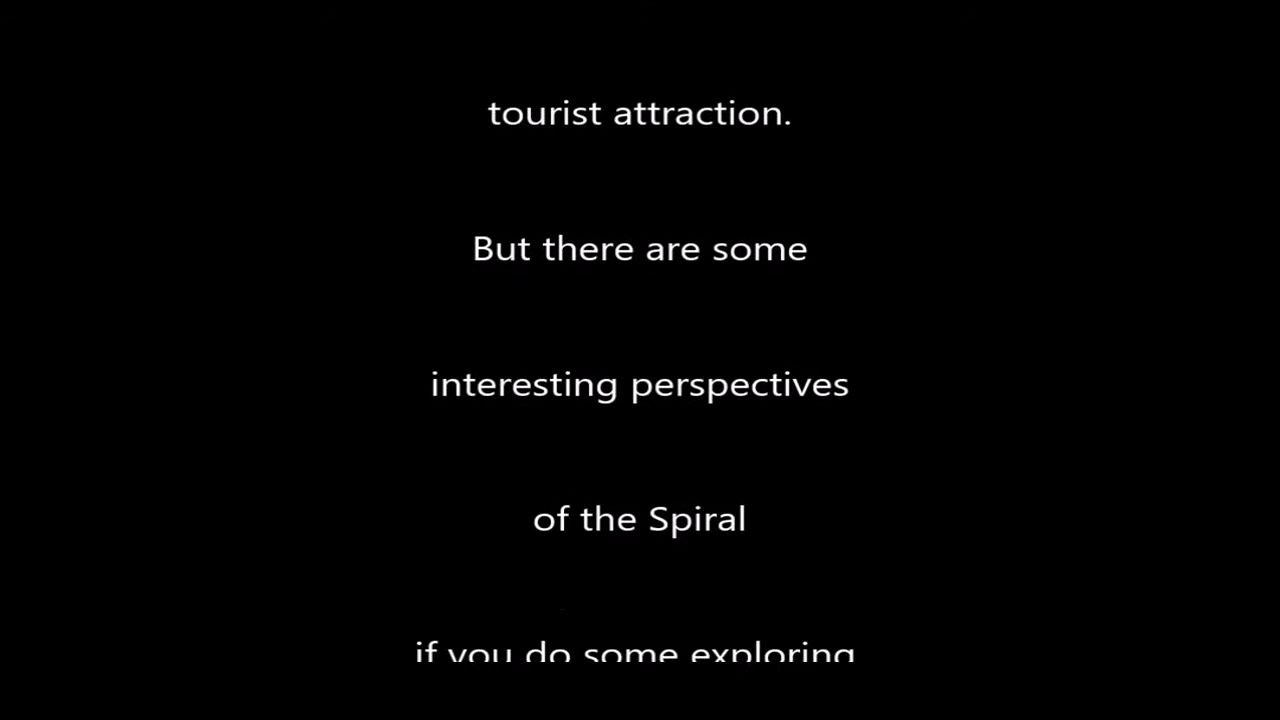 tourist attraction.
But there are some
interesting perspectives
of the Spiral
if you do some exploring